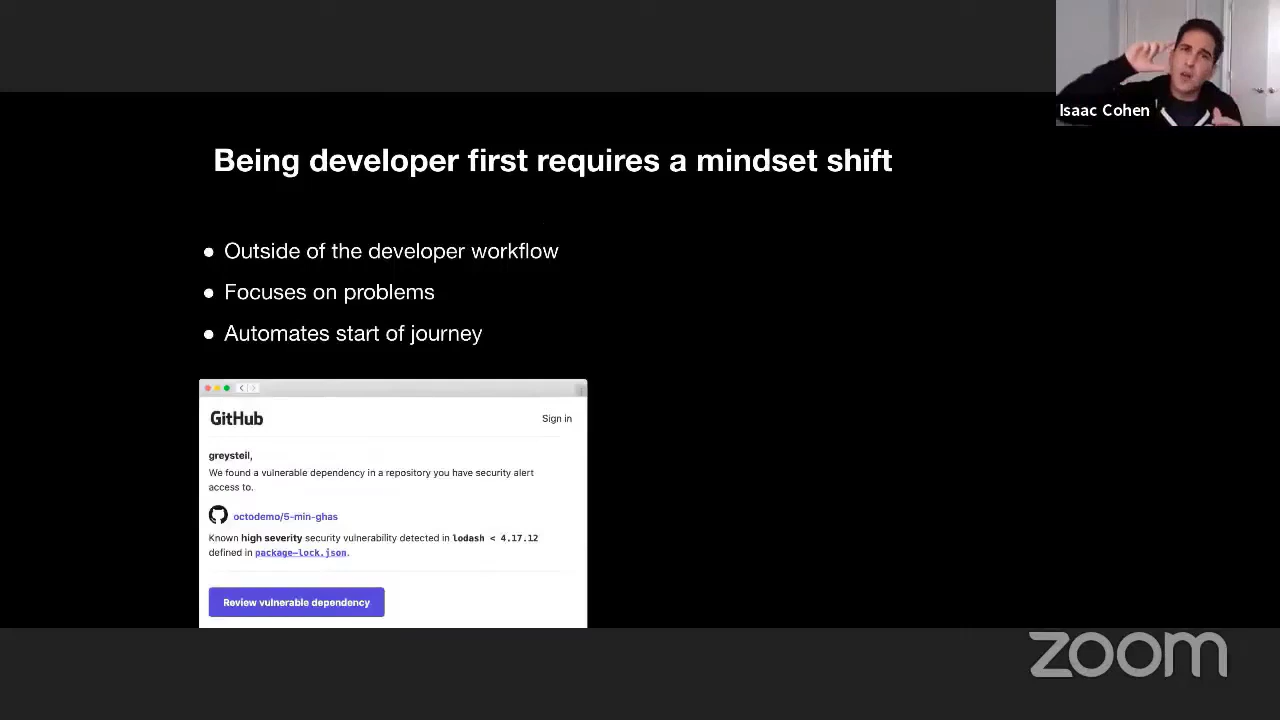 Isaac Cohen
Being developer first requires a mindset shift
● Outside of the developer workflow
● Focuses on problems
● Automates start of journey
GitHub
Sign in
greysteil,
We found a vulnerable dependency in a repository you have security alert
access to.
octodemo/5-min-ghas
Known high severity security vulnerability detected in lodash < 4.17.12
defined in package-lock.json.
Review vulnerable dependency
zoom